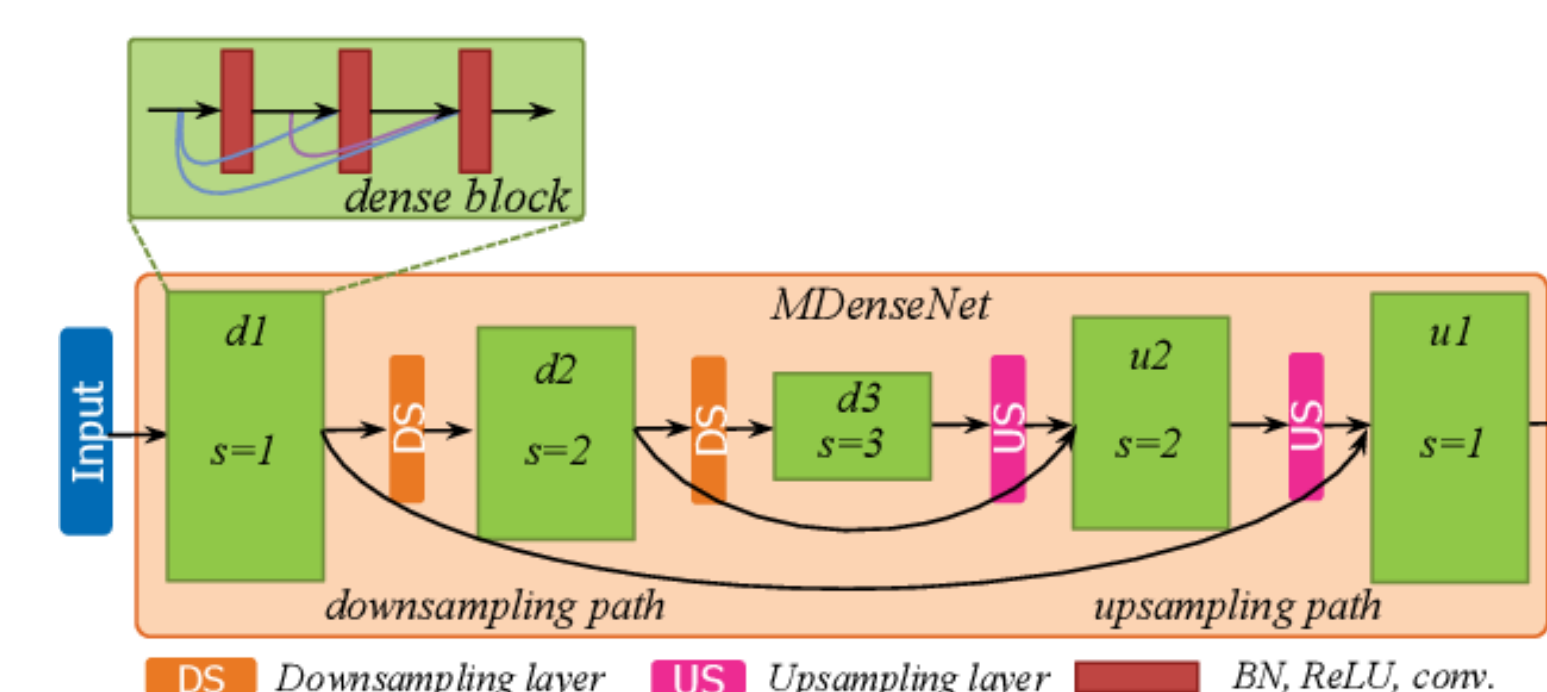 dense block
MDenseNet
Input
d1
s=1
DS
d2
s=2
DS
d3
s=3
US
u2
s=2
US
u1
s=1
downsampling path
upsampling path
DS Downsampling layer
US Upsampling layer
BN, ReLU, conv.